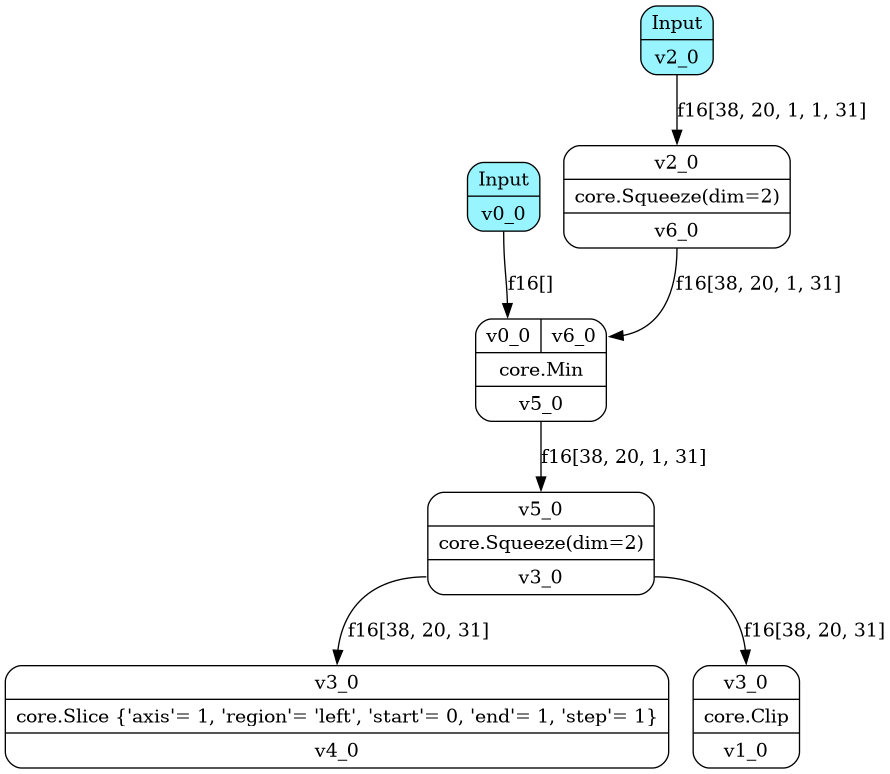 Input
v2_0
f16[38, 20, 1, 1, 31]
v2_0
core.Squeeze(dim=2)
v6_0
Input
v0_0
f16[]
f16[38, 20, 1, 31]
v0_0 v6_0
core.Min
v5_0
f16[38, 20, 1, 31]
v5_0
core.Squeeze(dim=2)
v3_0
f16[38, 20, 31]
f16[38, 20, 31]
v3_0
core.Slice {'axis'= 1, 'region'= 'left', 'start'= 0, 'end'= 1, 'step'= 1}
v4_0
v3_0
core.Clip
v1_0